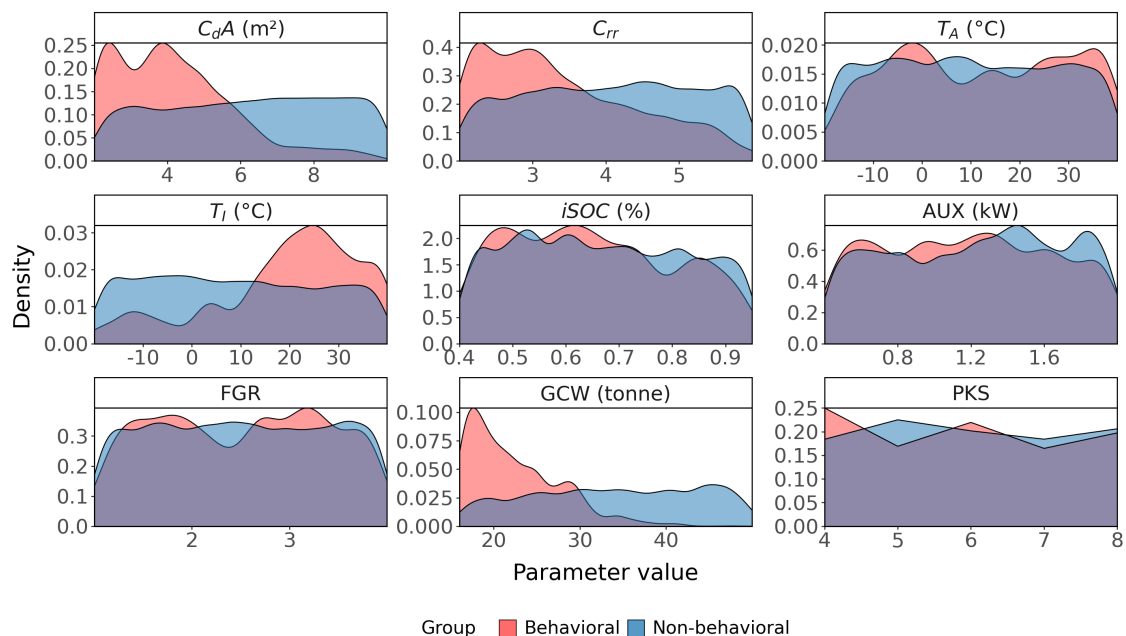 C_dA (m²)
0.25
0.20
0.15
0.10
0.05
0.00
4 6 8
C_rr
0.4
0.3
0.2
0.1
0.0
3 4 5
T_A (°C)
0.020
0.015
0.010
0.005
0.000
-10 0 10 20 30
T_I (°C)
0.03
0.02
0.01
0.00
-10 0 10 20 30
iSOC (%)
2.0
1.5
1.0
0.5
0.0
0.4 0.5 0.6 0.7 0.8 0.9
AUX (kW)
0.6
0.4
0.2
0.0
0.8 1.2 1.6
FGR
0.3
0.2
0.1
0.0
2 3
GCW (tonne)
0.100
0.075
0.050
0.025
0.000
20 30 40
PKS
0.25
0.20
0.15
0.10
0.05
0.00
4 5 6 7 8
Density
Parameter value
Group Behavioral Non-behavioral